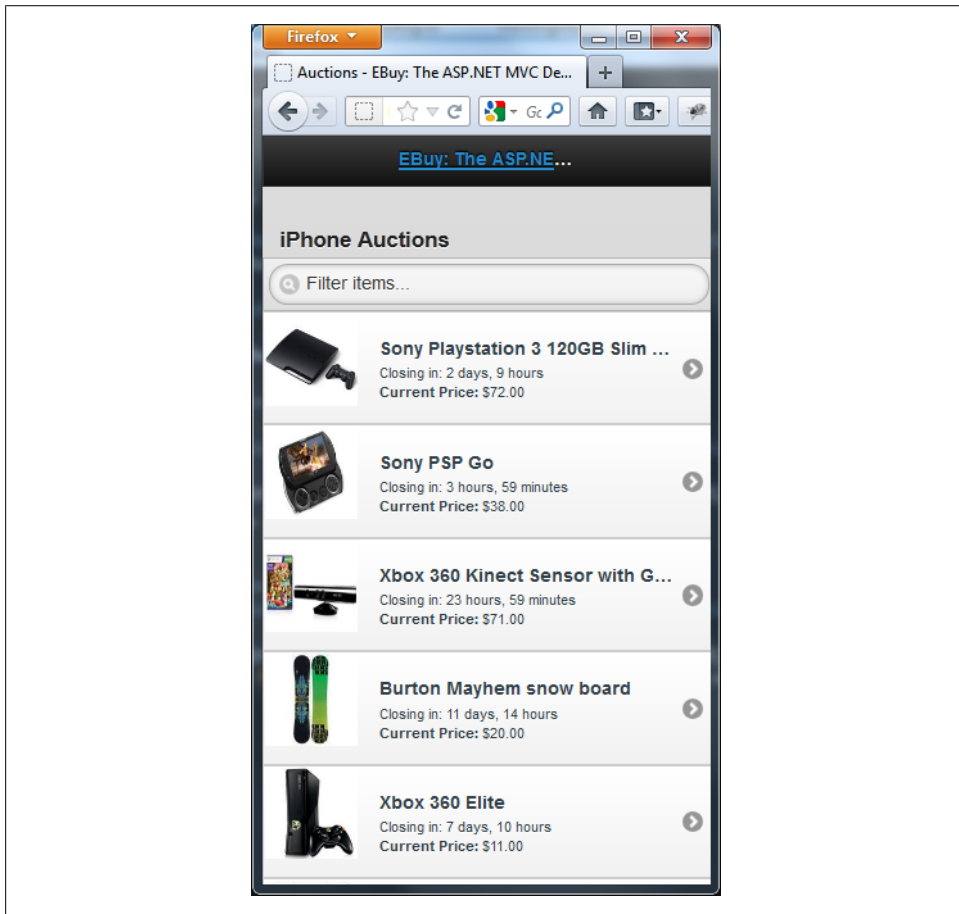 Firefox
Auctions - EBuy: The ASP.NET MVC De...
Gc
EBuy: The ASP.NE...
iPhone Auctions
Filter items...
Sony Playstation 3 120GB Slim ...
Closing in: 2 days, 9 hours
Current Price: $72.00
Sony PSP Go
Closing in: 3 hours, 59 minutes
Current Price: $38.00
Xbox 360 Kinect Sensor with G...
Closing in: 23 hours, 59 minutes
Current Price: $71.00
Burton Mayhem snow board
Closing in: 11 days, 14 hours
Current Price: $20.00
Xbox 360 Elite
Closing in: 7 days, 10 hours
Current Price: $11.00